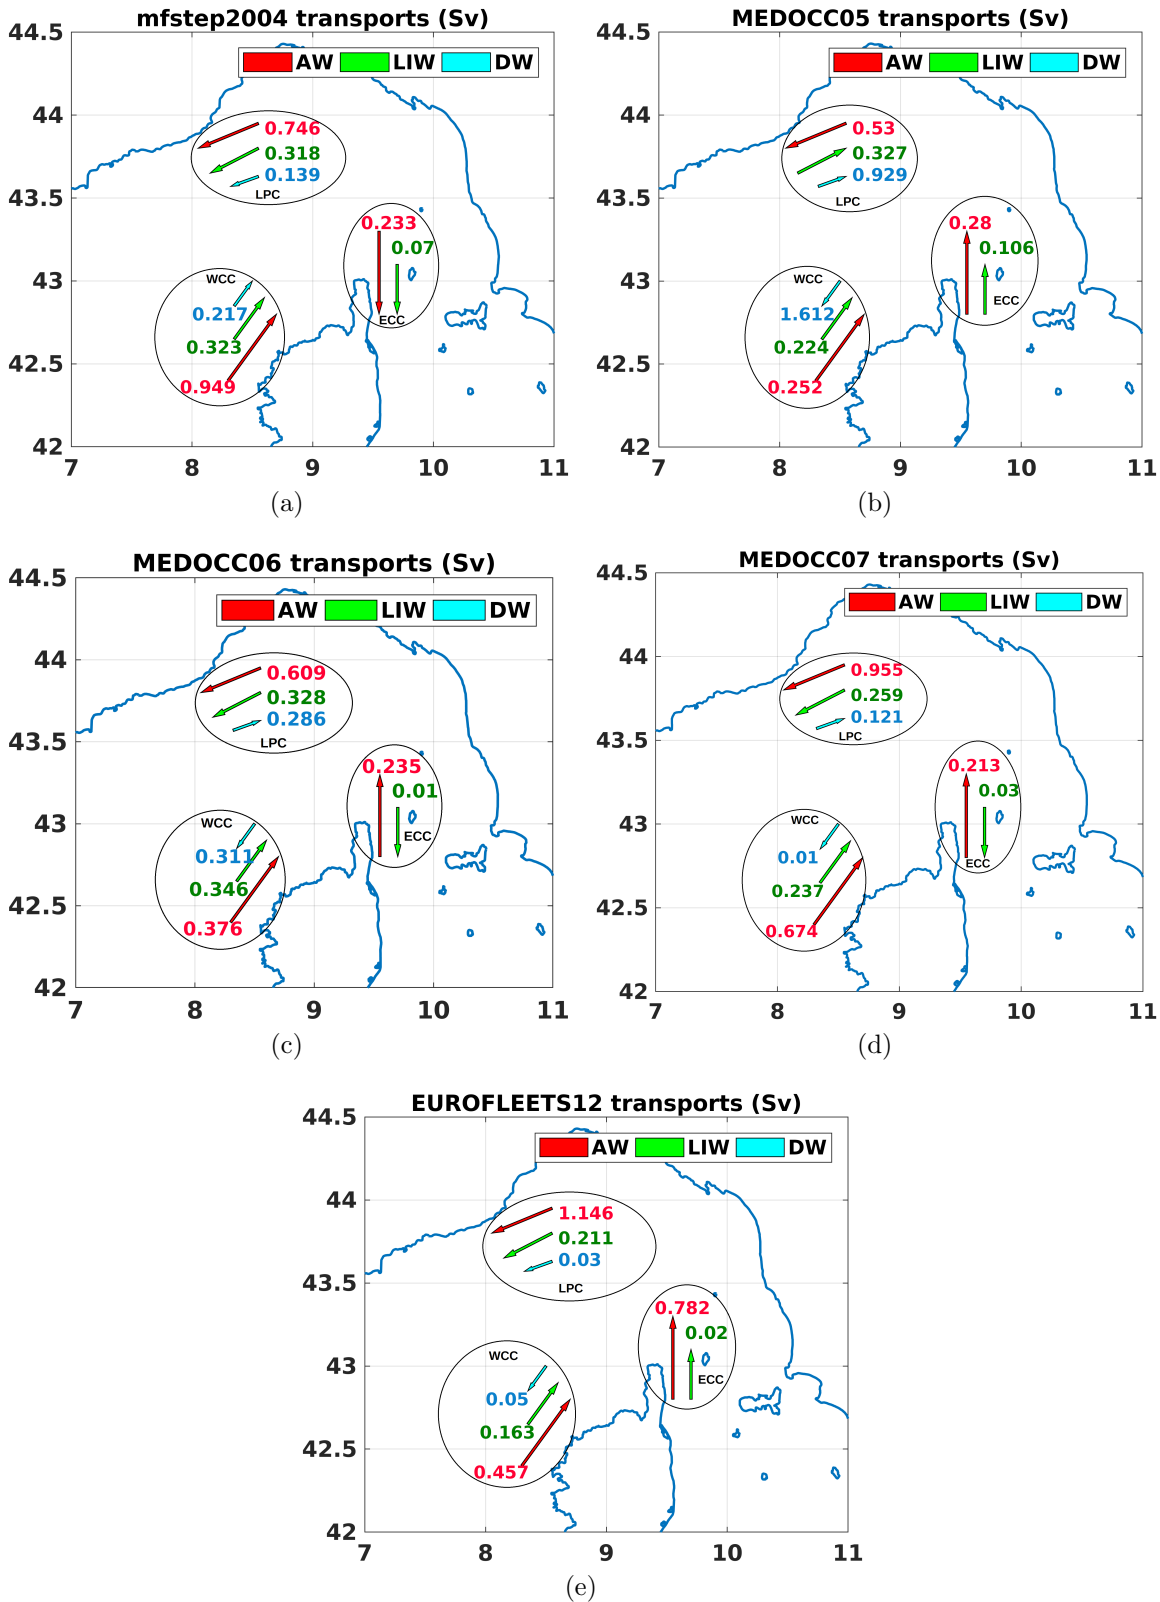 mfstep2004 transports (Sv)
44.5
AW LIW DW
44
0.746
0.318
0.139
LPC
43.5
0.233
0.07
WCC
43
0.217
ECC
0.323
42.5
0.949
42
7 8 9 10 11
(a)
MEDOCC05 transports (Sv)
44.5
AW LIW DW
44
0.53
0.327
0.929
LPC
43.5
0.28
0.106
WCC
43
ECC
1.612
0.224
42.5
0.252
42
7 8 9 10 11
(b)
MEDOCC06 transports (Sv)
44.5
AW LIW DW
44
0.609
0.328
0.286
LPC
43.5
0.235
0.01
WCC
43
ECC
0.311
0.346
42.5
0.376
42
7 8 9 10 11
(c)
MEDOCC07 transports (Sv)
44.5
AW LIW DW
44
0.955
0.259
0.121
LPC
43.5
0.213
0.03
WCC
43
0.01
ECC
0.237
42.5
0.674
42
7 8 9 10 11
(d)
EUROFLEETS12 transports (Sv)
44.5
AW LIW DW
44
1.146
0.211
0.03
LPC
43.5
0.782
0.02
WCC
43
ECC
0.05
0.163
42.5
0.457
42
7 8 9 10 11
(e)